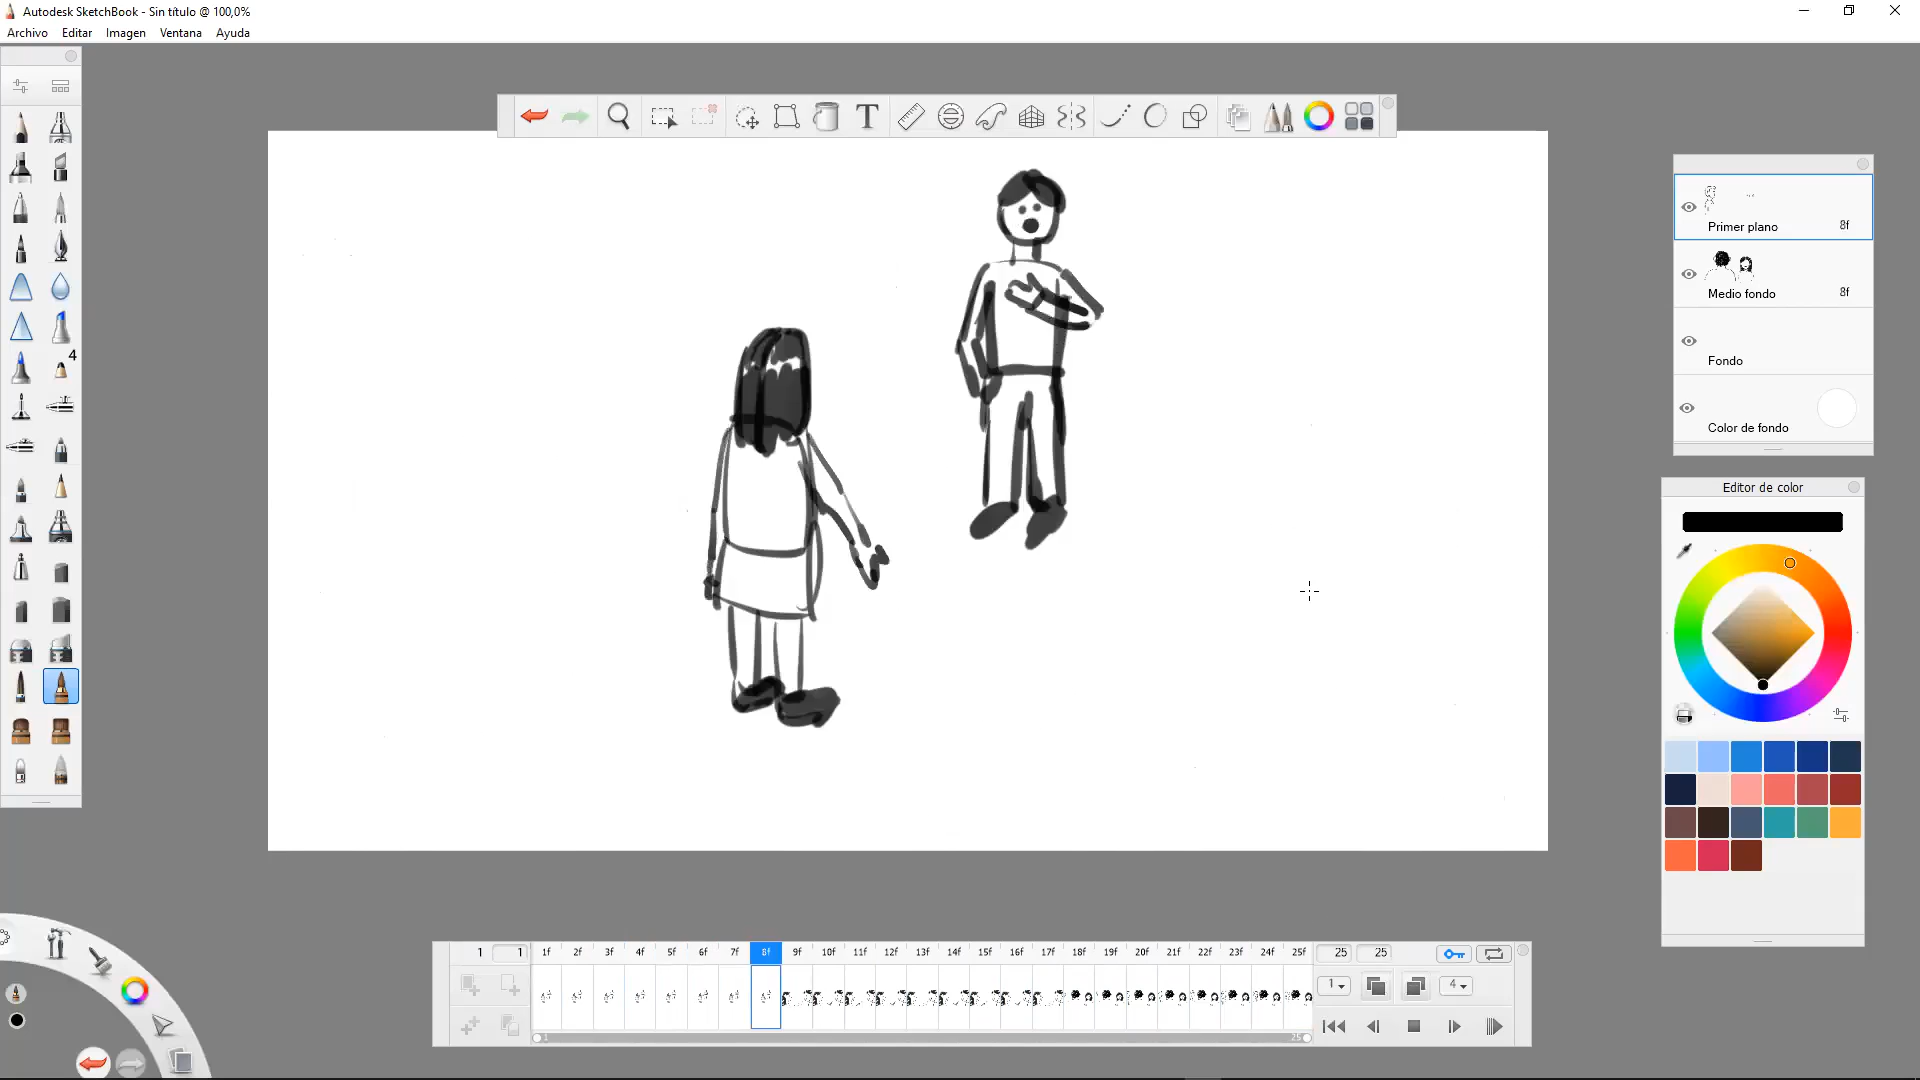 Autodesk SketchBook - Sin título @ 100,0%
Archivo Editar Imagen Ventana Ayuda
T
4
Primer plano 8f
Medio fondo 8f
Fondo
Color de fondo
Editor de color
1 1 1f 2f 3f 4f 5f 6f 7f 8f 9f 10f 11f 12f 13f 14f 15f 16f 17f 18f 19f 20f 21f 22f 23f 24f 25f 25 25
1 4
1 25